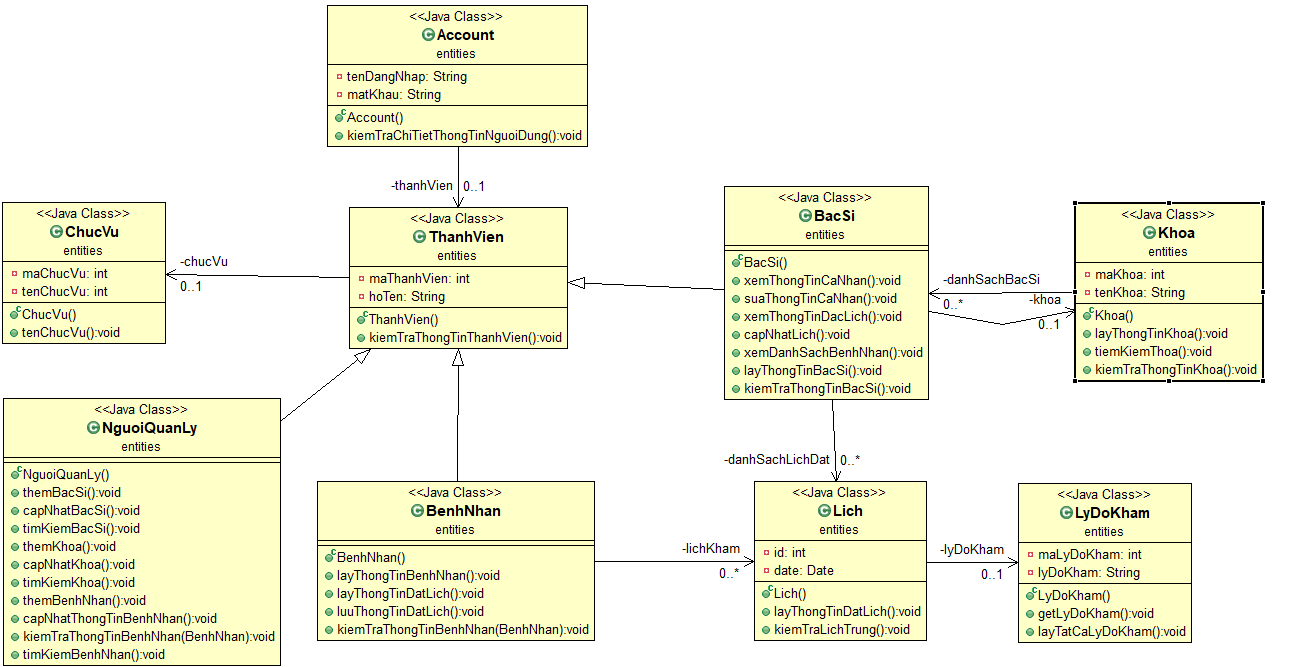 <<Java Class>>
Account
entities
tenDangNhap: String
matKhau: String
Account()
kiemTraChiTietThongTinNguoiDung():void
-thanhVien 0..1
<<Java Class>>
ChucVu
entities
maChucVu: int
tenChucVu: int
ChucVu()
tenChucVu():void
-chucVu
0..1
<<Java Class>>
ThanhVien
entities
maThanhVien: int
hoTen: String
ThanhVien()
kiemTraThongTinThanhVien():void
<<Java Class>>
BacSi
entities
BacSi()
xemThongTinCaNhan():void
suaThongTinCaNhan():void
xemThongTinDacLich():void
capNhatLich():void
xemDanhSachBenhNhan():void
layThongTinBacSi():void
kiemTraThongTinBacSi():void
-danhSachBacSi
0..*
-khoa
0..1
<<Java Class>>
Khoa
entities
maKhoa: int
tenKhoa: String
Khoa()
layThongTinKhoa():void
tiemKiemThoa():void
kiemTraThongTinKhoa():void
<<Java Class>>
NguoiQuanLy
entities
NguoiQuanLy()
themBacSi():void
capNhatBacSi():void
timKiemBacSi():void
themKhoa():void
capNhatKhoa():void
timKiemKhoa():void
themBenhNhan():void
capNhatThongTinBenhNhan():void
kiemTraThongTinBenhNhan(BenhNhan):void
timKiemBenhNhan():void
<<Java Class>>
BenhNhan
entities
BenhNhan()
layThongTinBenhNhan():void
layThongTinDatLich():void
luuThongTinDatLich():void
kiemTraThongTinBenhNhan(BenhNhan):void
-lichKham
0..*
-danhSachLichDat 0..*
<<Java Class>>
Lich
entities
id: int
date: Date
Lich()
layThongTinDatLich():void
kiemTraLichTrung():void
-lyDoKham
0..1
<<Java Class>>
LyDoKham
entities
maLyDoKham: int
lyDoKham: String
LyDoKham()
getLyDoKham():void
layTatCaLyDoKham():void